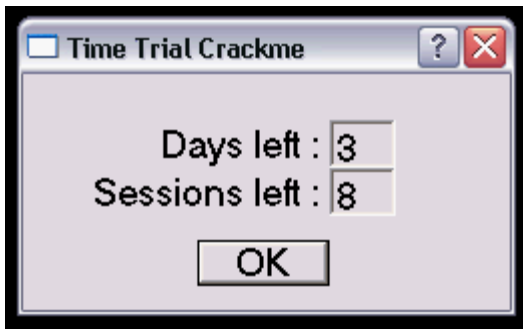 Time Trial Crackme
Days left : 3
Sessions left : 8
OK